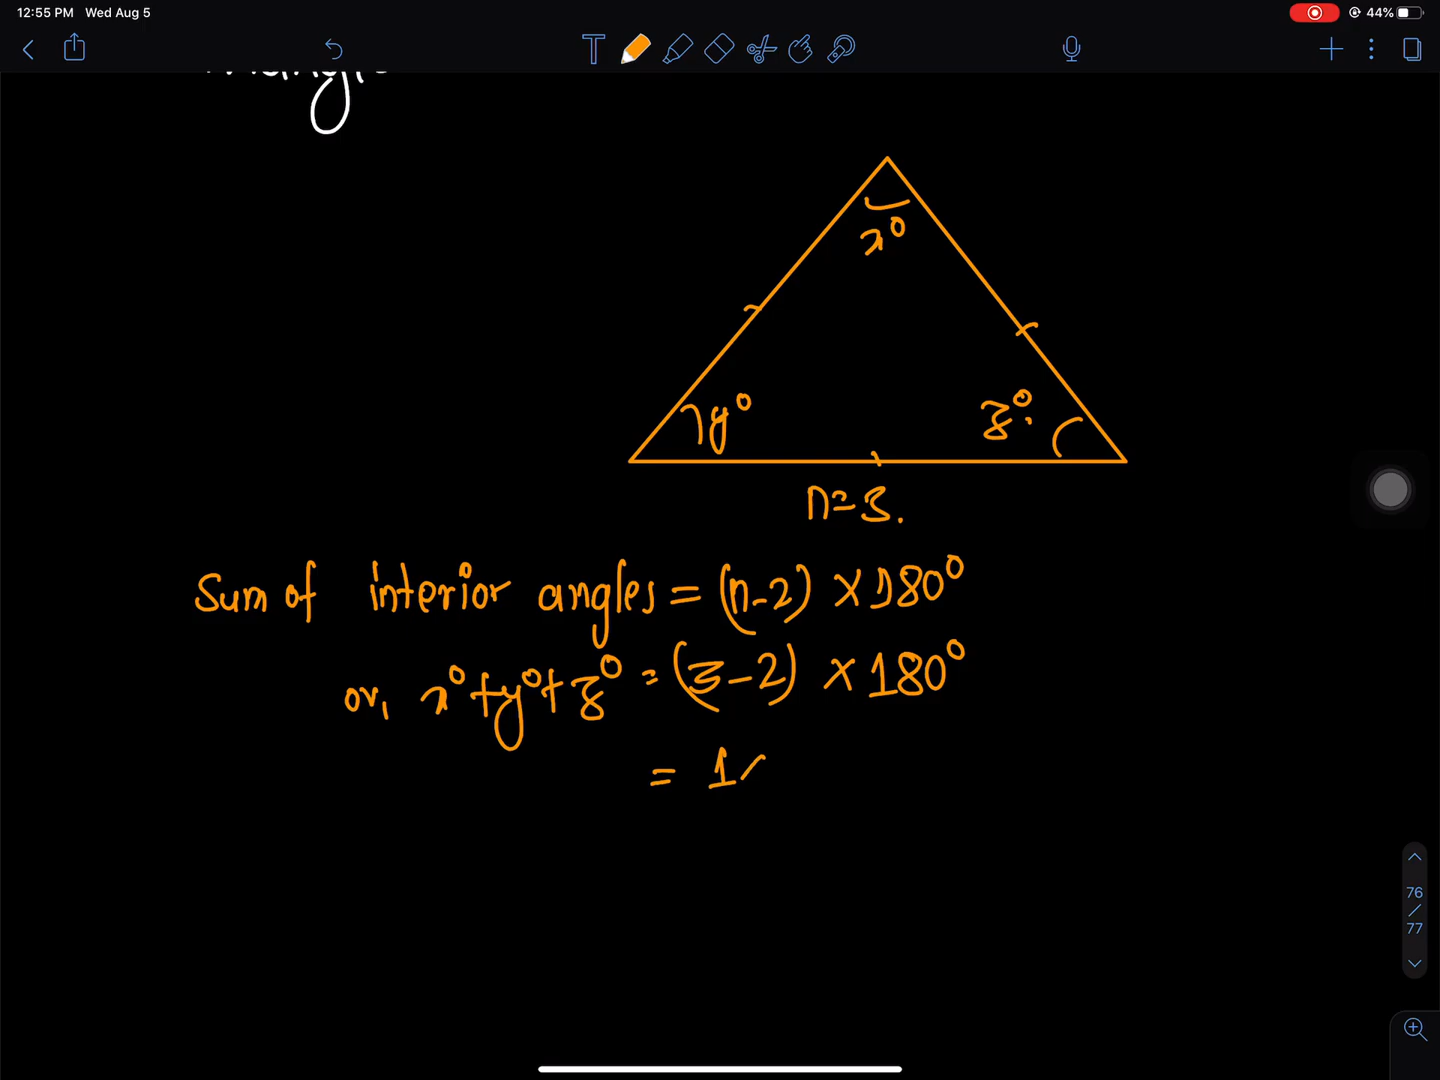 12:55 PM Wed Aug 5
44%
x°
y°
z°
n=3.
Sum of interior angles = (n-2) × 180°
or, x°+y°+z° = (3-2) × 180°
= 1
76
/
77